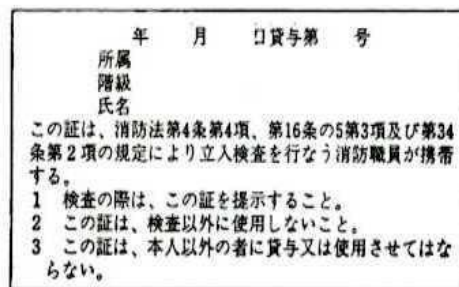 年　月　日貸与第　号
所属
階級
氏名
この証は、消防法第4条第4項、第16条の5第3項及び第34
条第2項の規定により立入検査を行なう消防職員が携帯
する。
1　検査の際は、この証を提示すること。
2　この証は、検査以外に使用しないこと。
3　この証は、本人以外の者に貸与又は使用させてはな
らない。